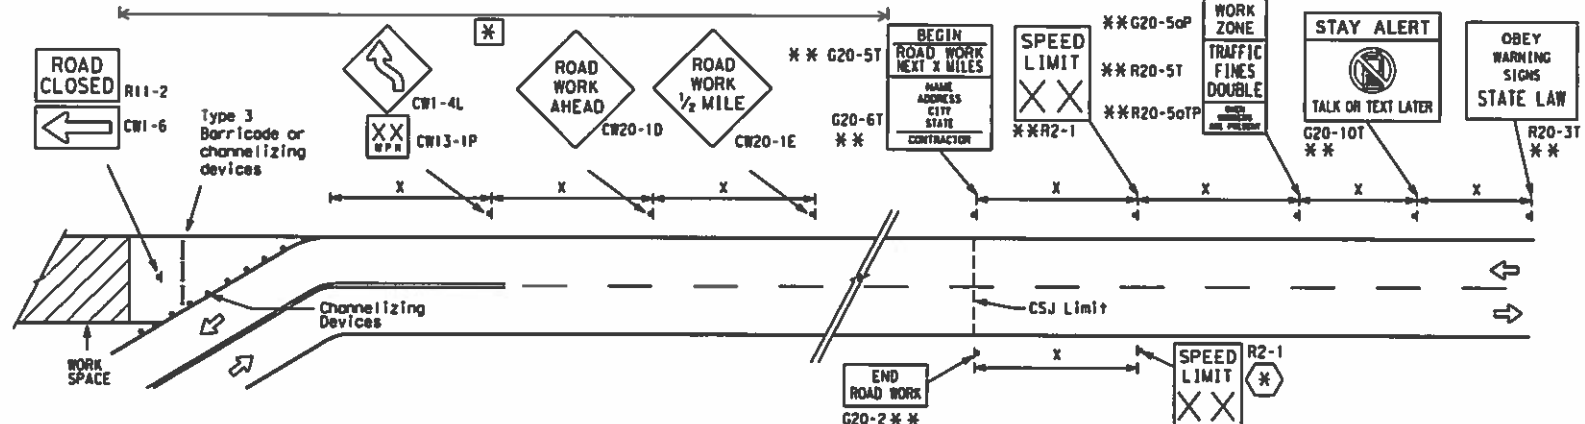 *
ROAD
CLOSED
R11-2
CW1-6
Type 3
Barricade or
channelizing
devices
CW1-4L
XX
MPH
CW13-1P
ROAD
WORK
AHEAD
CW20-1D
ROAD
WORK
1/2 MILE
CW20-1E
** G20-5T
BEGIN
ROAD WORK
NEXT X MILES
NAME
ADDRESS
CITY
STATE
CONTRACTOR
G20-6T
**
SPEED
LIMIT
XX
**R2-1
**G20-5aP
WORK
ZONE
**R20-5T
TRAFFIC
FINES
DOUBLE
**R20-5aTP
WHEN
WORKERS
ARE PRESENT
STAY ALERT
TALK OR TEXT LATER
G20-10T
**
OBEY
WARNING
SIGNS
STATE LAW
R20-3T
**
X
X
X
X
X
X
X
Channelizing
Devices
WORK
SPACE
CSJ Limit
END
ROAD WORK
G20-2 **
X
SPEED
LIMIT
XX
R2-1
*